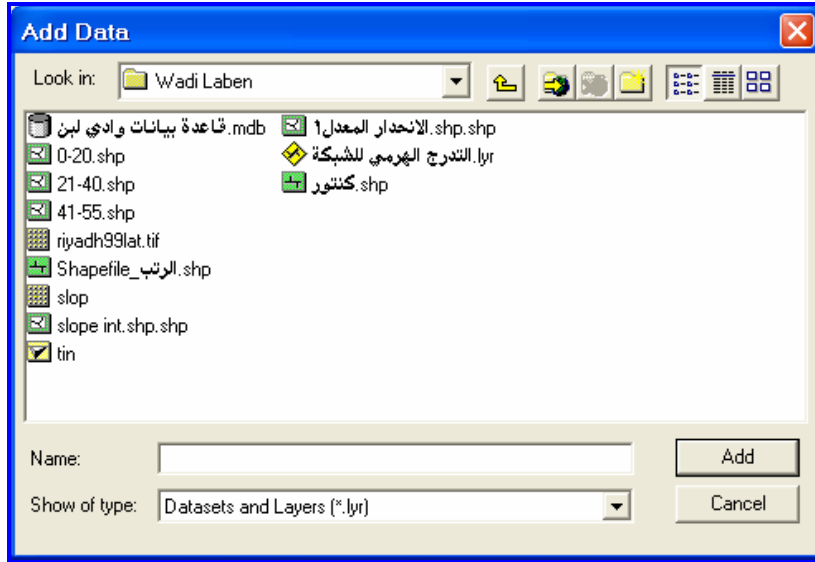 Add Data
Look in: Wadi Laben
قاعدة بيانات وادي لبن.mdb
0-20.shp
21-40.shp
41-55.shp
riyadh99lat.tif
Shapefile_الرتب.shp
slop
slope int.shp.shp
tin
الانحدار المعدل١.shp.shp
التدرج الهرمي للشبكة.lyr
كنتور.shp
Name:
Add
Show of type: Datasets and Layers (*.lyr)
Cancel